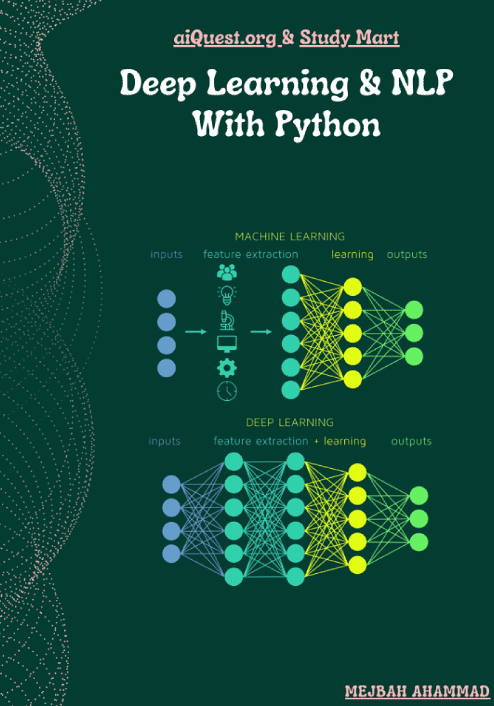 aiQuest.org & Study Mart
Deep Learning & NLP
With Python
MACHINE LEARNING
inputs feature extraction learning outputs
DEEP LEARNING
inputs feature extraction + learning outputs
MEJBAH AHAMMAD